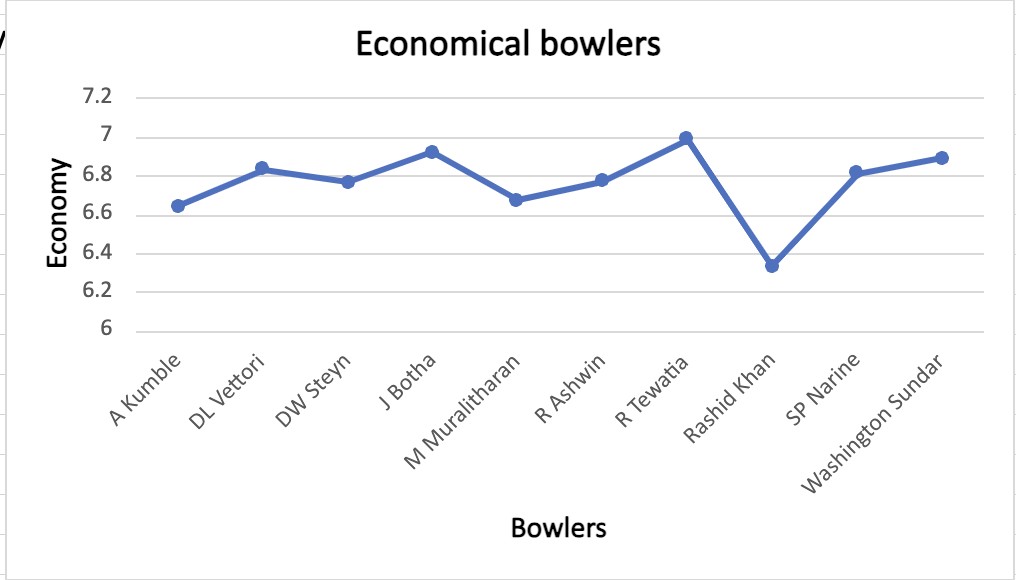 Economical bowlers
7.2
7
6.8
6.6
6.4
6.2
6
Economy
A Kumble
DL Vettori
DW Steyn
J Botha
M Muralitharan
R Ashwin
R Tewatia
Rashid Khan
SP Narine
Washington Sundar
Bowlers